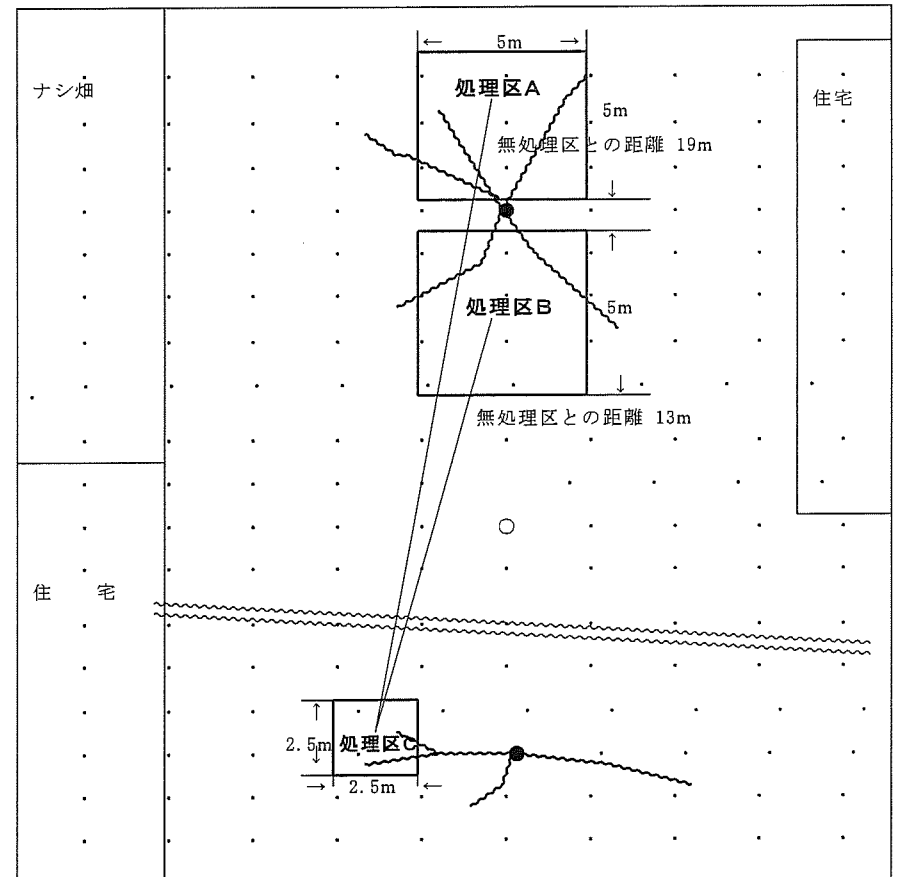 5m
ナシ畑
処理区A
住宅
5m
無処理区との距離 19m
処理区B
5m
無処理区との距離 13m
住 宅
2.5m
処理区C
2.5m